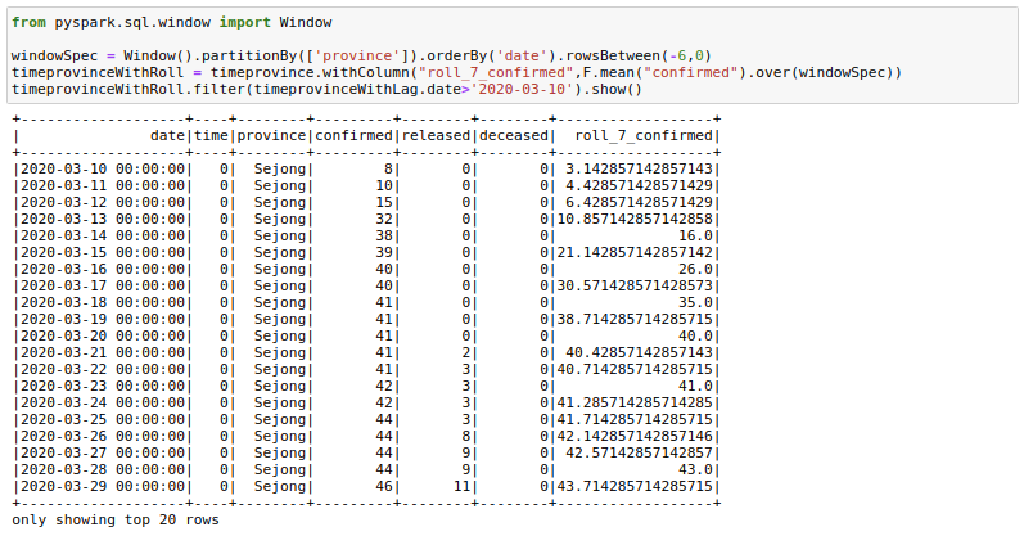 from pyspark.sql.window import Window
windowSpec = Window().partitionBy(['province']).orderBy('date').rowsBetween(-6,0)
timeprovinceWithRoll = timeprovince.withColumn("roll_7_confirmed",F.mean("confirmed").over(windowSpec))
timeprovinceWithRoll.filter(timeprovinceWithLag.date>'2020-03-10').show()
+-------------------+----+--------+---------+--------+--------+------------------+
|               date|time|province|confirmed|released|deceased|  roll_7_confirmed|
+-------------------+----+--------+---------+--------+--------+------------------+
|2020-03-10 00:00:00|   0|  Sejong|        8|       0|       0| 3.142857142857143|
|2020-03-11 00:00:00|   0|  Sejong|       10|       0|       0| 4.428571428571429|
|2020-03-12 00:00:00|   0|  Sejong|       15|       0|       0| 6.428571428571429|
|2020-03-13 00:00:00|   0|  Sejong|       32|       0|       0|10.857142857142858|
|2020-03-14 00:00:00|   0|  Sejong|       38|       0|       0|              16.0|
|2020-03-15 00:00:00|   0|  Sejong|       39|       0|       0|21.142857142857142|
|2020-03-16 00:00:00|   0|  Sejong|       40|       0|       0|              26.0|
|2020-03-17 00:00:00|   0|  Sejong|       40|       0|       0|30.571428571428573|
|2020-03-18 00:00:00|   0|  Sejong|       41|       0|       0|              35.0|
|2020-03-19 00:00:00|   0|  Sejong|       41|       0|       0|38.714285714285715|
|2020-03-20 00:00:00|   0|  Sejong|       41|       0|       0|              40.0|
|2020-03-21 00:00:00|   0|  Sejong|       41|       2|       0| 40.42857142857143|
|2020-03-22 00:00:00|   0|  Sejong|       41|       3|       0|40.714285714285715|
|2020-03-23 00:00:00|   0|  Sejong|       42|       3|       0|              41.0|
|2020-03-24 00:00:00|   0|  Sejong|       42|       3|       0|41.285714285714285|
|2020-03-25 00:00:00|   0|  Sejong|       44|       3|       0|41.714285714285715|
|2020-03-26 00:00:00|   0|  Sejong|       44|       8|       0|42.142857142857146|
|2020-03-27 00:00:00|   0|  Sejong|       44|       9|       0| 42.57142857142857|
|2020-03-28 00:00:00|   0|  Sejong|       44|       9|       0|              43.0|
|2020-03-29 00:00:00|   0|  Sejong|       46|      11|       0|43.714285714285715|
+-------------------+----+--------+---------+--------+--------+------------------+
only showing top 20 rows